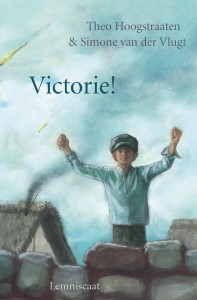 Theo Hoogstraaten
& Simone van der Vlugt
Victorie!
Lemniscaat